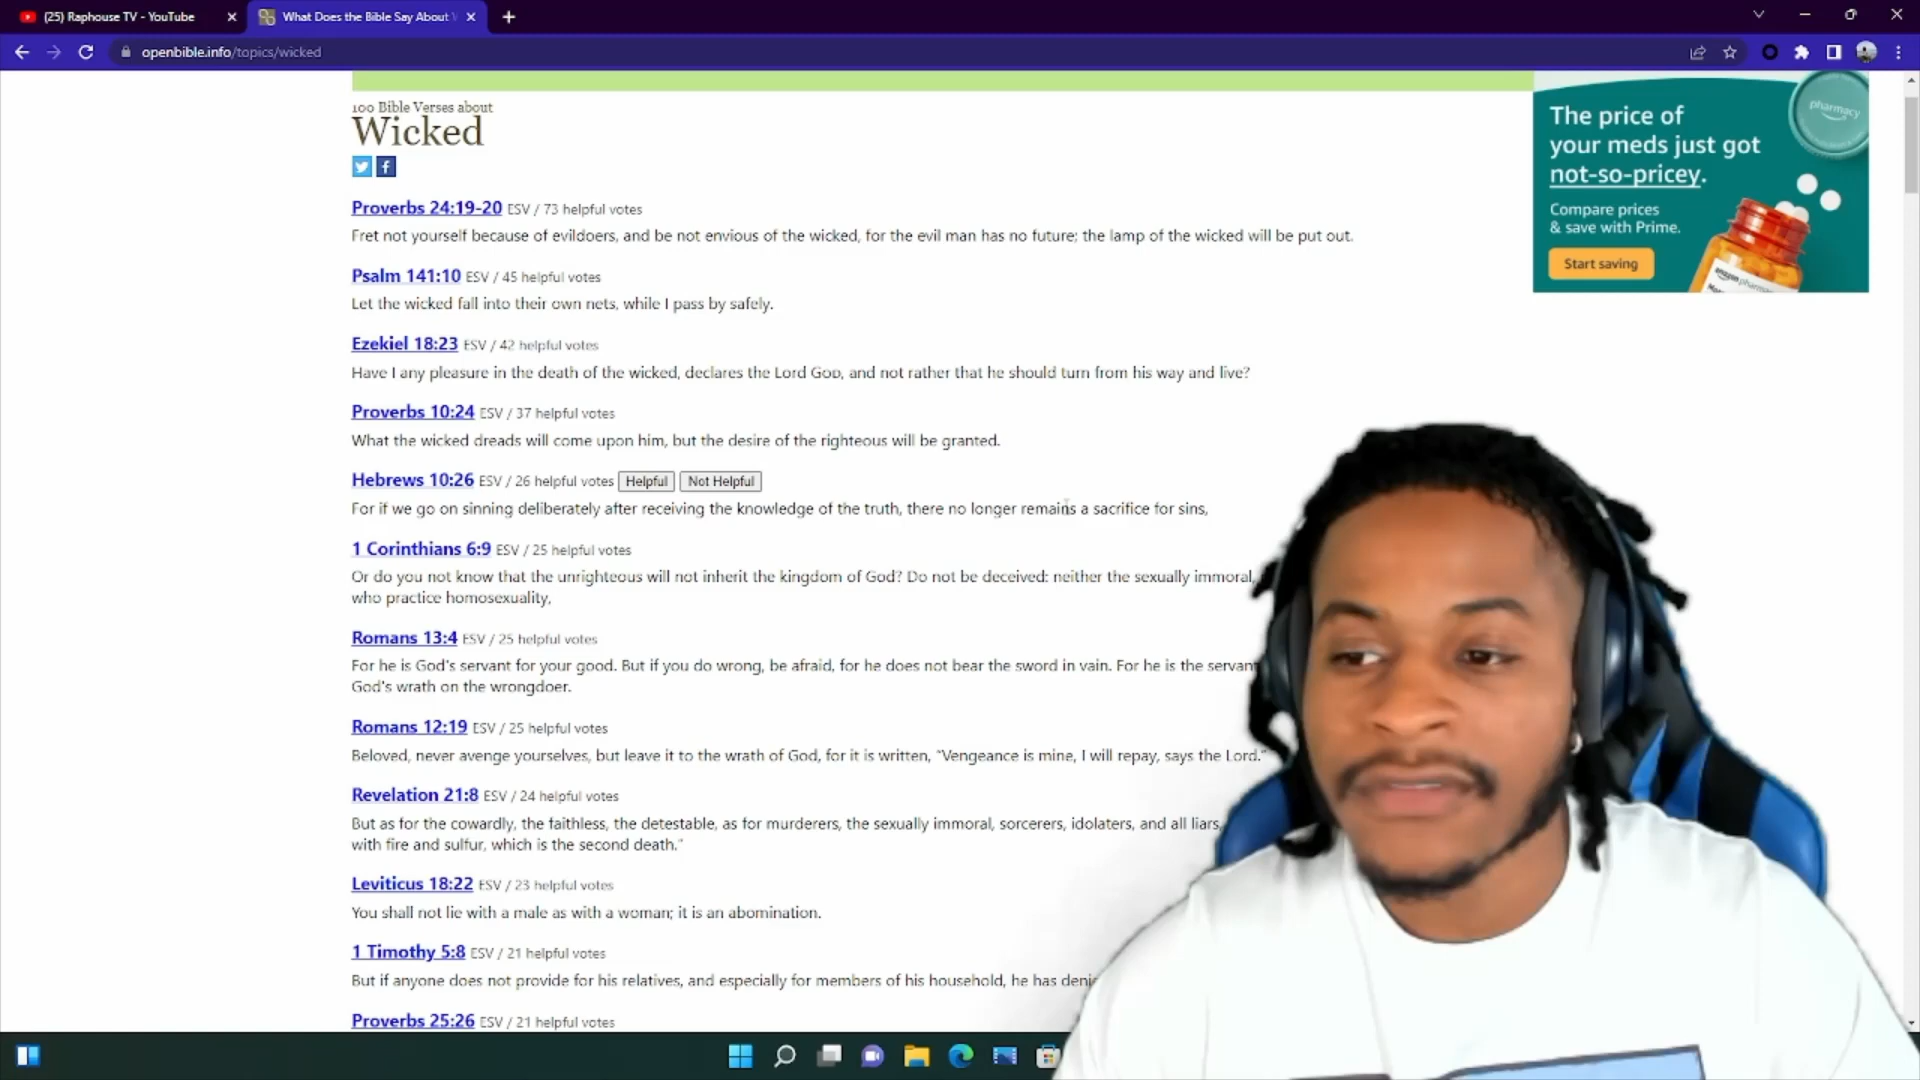 (25) Raphouse TV - YouTube
What Does the Bible Say About
openbible.info/topics/wicked
100 Bible Verses about
Wicked
Proverbs 24:19-20 ESV / 73 helpful votes
Fret not yourself because of evildoers, and be not envious of the wicked, for the evil man has no future; the lamp of the wicked will be put out.
Psalm 141:10 ESV / 45 helpful votes
Let the wicked fall into their own nets, while I pass by safely.
Ezekiel 18:23 ESV / 42 helpful votes
Have I any pleasure in the death of the wicked, declares the Lord GOD, and not rather that he should turn from his way and live?
Proverbs 10:24 ESV / 37 helpful votes
What the wicked dreads will come upon him, but the desire of the righteous will be granted.
Hebrews 10:26 ESV / 26 helpful votes Helpful Not Helpful
For if we go on sinning deliberately after receiving the knowledge of the truth, there no longer remains a sacrifice for sins,
1 Corinthians 6:9 ESV / 25 helpful votes
Or do you not know that the unrighteous will not inherit the kingdom of God? Do not be deceived: neither the sexually immoral,
who practice homosexuality,
Romans 13:4 ESV / 25 helpful votes
For he is God's servant for your good. But if you do wrong, be afraid, for he does not bear the sword in vain. For he is the servant
God's wrath on the wrongdoer.
Romans 12:19 ESV / 25 helpful votes
Beloved, never avenge yourselves, but leave it to the wrath of God, for it is written, “Vengeance is mine, I will repay, says the Lord.”
Revelation 21:8 ESV / 24 helpful votes
But as for the cowardly, the faithless, the detestable, as for murderers, the sexually immoral, sorcerers, idolaters, and all liars,
with fire and sulfur, which is the second death.”
Leviticus 18:22 ESV / 23 helpful votes
You shall not lie with a male as with a woman; it is an abomination.
1 Timothy 5:8 ESV / 21 helpful votes
But if anyone does not provide for his relatives, and especially for members of his household, he has
Proverbs 25:26 ESV / 21 helpful votes
The price of
your meds just got
not-so-pricey.
Compare prices
& save with Prime.
Start saving
pharmacy
amazon pharmacy